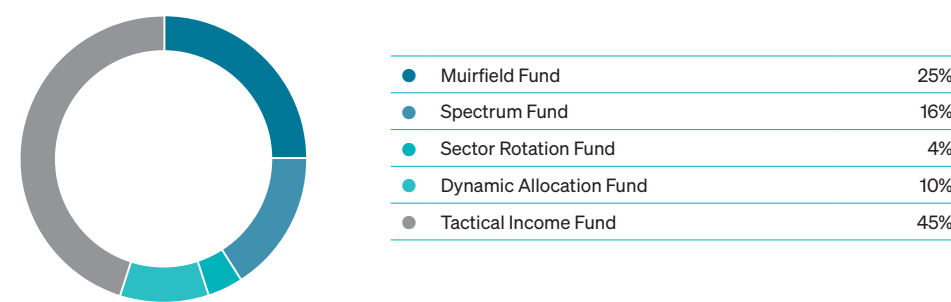 Muirfield Fund 25%
Spectrum Fund 16%
Sector Rotation Fund 4%
Dynamic Allocation Fund 10%
Tactical Income Fund 45%